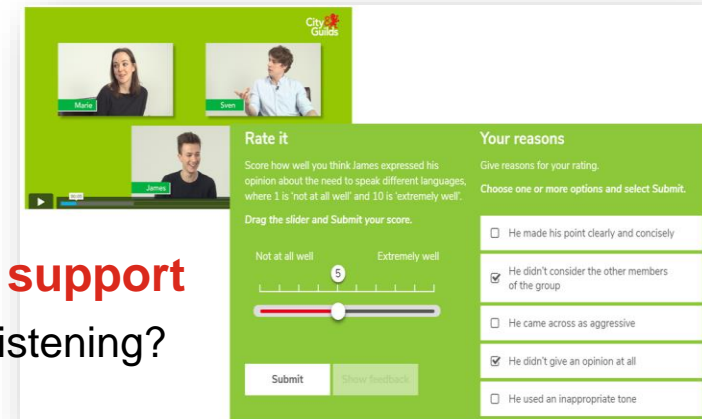 City&
Guilds
Marie
Sven
James
Rate it
Score how well you think James expressed his
opinion about the need to speak different languages,
where 1 is 'not at all well' and 10 is 'extremely well'.
Drag the slider and Submit your score.
Not at all well
Extremely well
5
Submit
Show feedback
Your reasons
Give reasons for your rating.
Choose one or more options and select Submit.
He made his point clearly and concisely
He didn't consider the other members
of the group
He came across as aggressive
He didn't give an opinion at all
He used an inappropriate tone
support
istening?